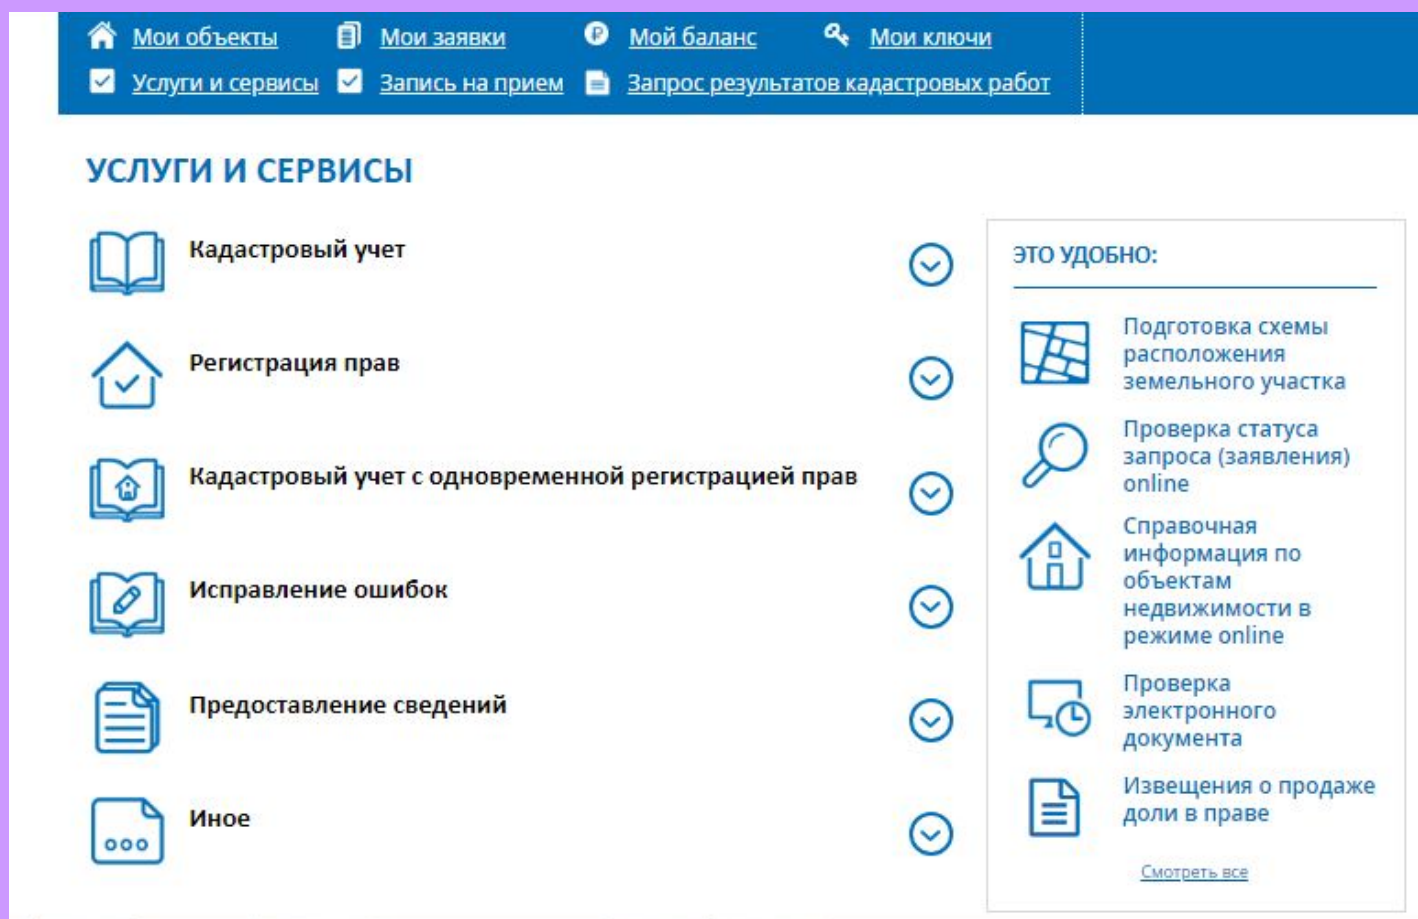 Мои объекты Мои заявки Мой баланс Мои ключи
Услуги и сервисы Запись на прием Запрос результатов кадастровых работ
УСЛУГИ И СЕРВИСЫ
Кадастровый учет
Регистрация прав
Кадастровый учет с одновременной регистрацией прав
Исправление ошибок
Предоставление сведений
Иное
ЭТО УДОБНО:
Подготовка схемы
расположения
земельного участка
Проверка статуса
запроса (заявления)
online
Справочная
информация по
объектам
недвижимости в
режиме online
Проверка
электронного
документа
Извещения о продаже
доли в праве
Смотреть все